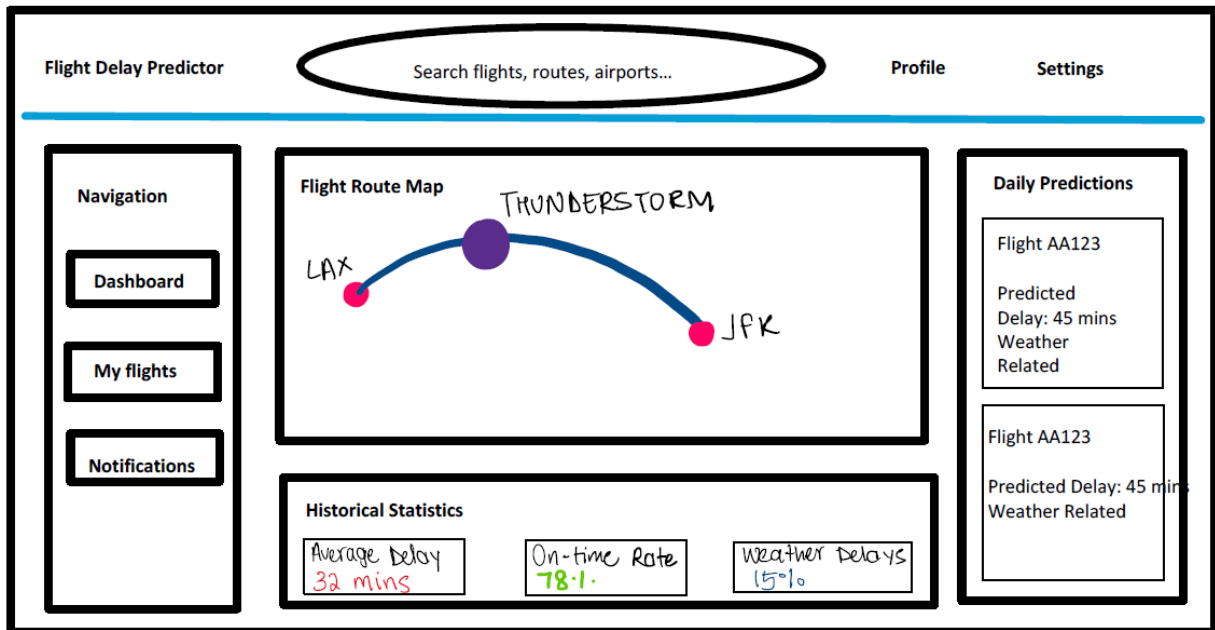 Flight Delay Predictor
Search flights, routes, airports...
Profile
Settings
Navigation
Dashboard
My flights
Notifications
Flight Route Map
THUNDERSTORM
LAX
JFK
Historical Statistics
Average Delay
32 mins
On-time Rate
78%
Weather Delays
15%
Daily Predictions
Flight AA123
Predicted
Delay: 45 mins
Weather
Related
Flight AA123
Predicted Delay: 45 mins
Weather Related